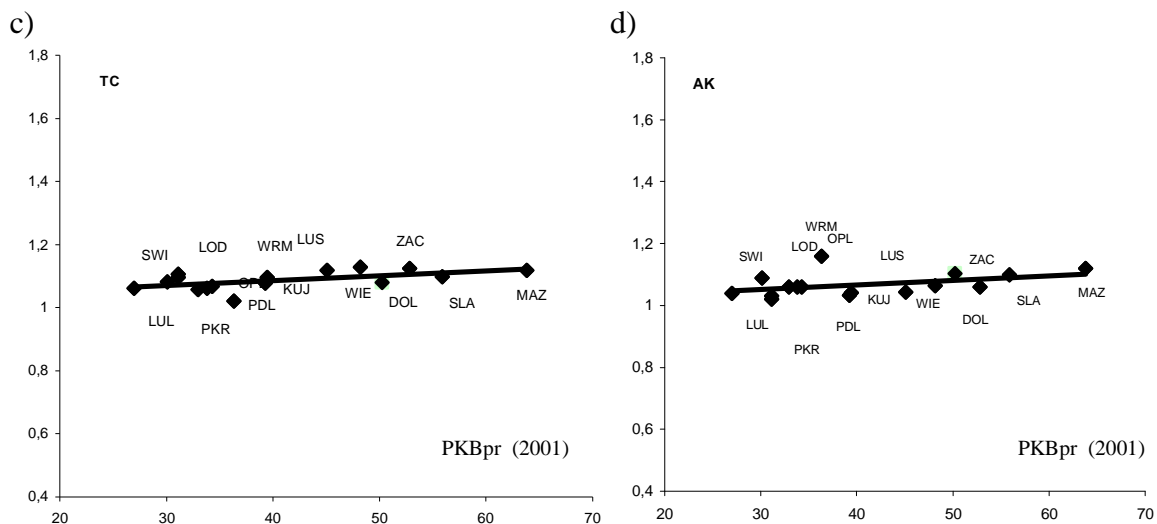 c)
1,8
TC
1,6
1,4
1,2
1
0,8
0,6
0,4
SWI
LOD
WRM
LUS
ZAC
LUL
PKR
PDL
KUJ
WIE
DOL
SLA
MAZ
PKBpr (2001)
20 30 40 50 60 70
d)
1,8
AK
1,6
1,4
1,2
1
0,8
0,6
0,4
SWI
LOD
WRM
OPL
LUS
ZAC
LUL
PKR
PDL
KUJ
WIE
DOL
SLA
MAZ
PKBpr (2001)
20 30 40 50 60 70